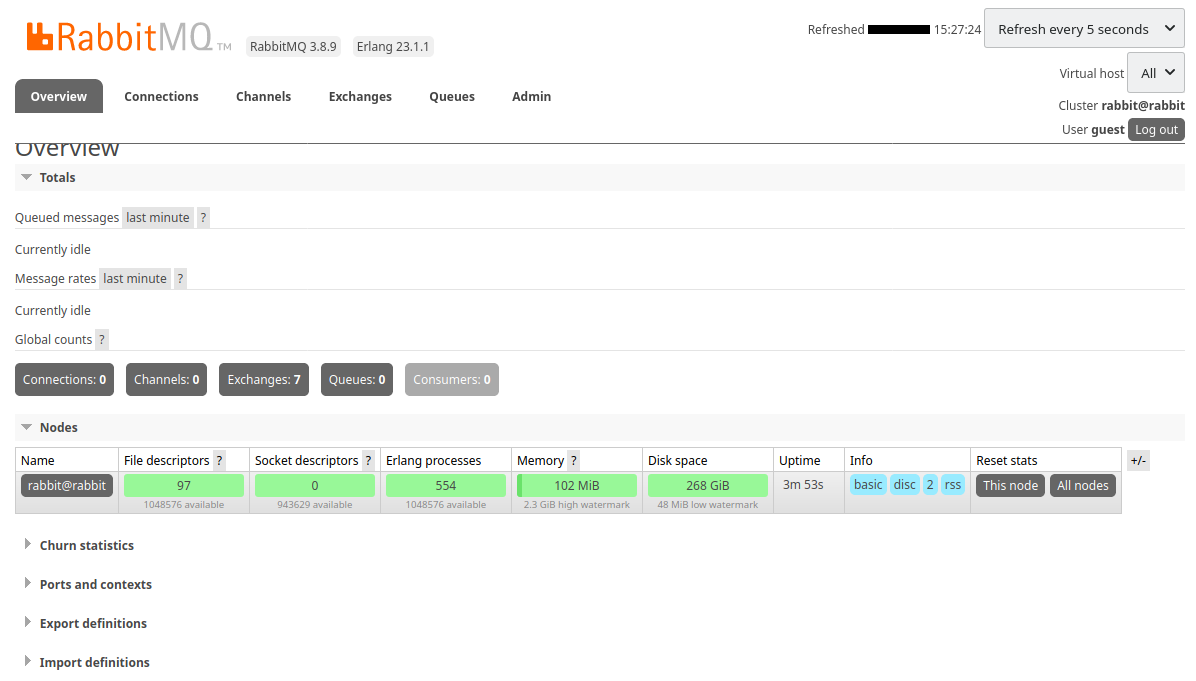 RabbitMQ TM RabbitMQ 3.8.9 Erlang 23.1.1
Refreshed 15:27:24 Refresh every 5 seconds
Virtual host All
Cluster rabbit@rabbit
User guest Log out
Overview Connections Channels Exchanges Queues Admin
Overview
Totals
Queued messages last minute ?
Currently idle
Message rates last minute ?
Currently idle
Global counts ?
Connections: 0 Channels: 0 Exchanges: 7 Queues: 0 Consumers: 0
Nodes
Name File descriptors ? Socket descriptors ? Erlang processes Memory ? Disk space Uptime Info Reset stats +/-
rabbit@rabbit 97 0 554 102 MiB 268 GiB 3m 53s basic disc 2 rss This node All nodes
1048576 available 943629 available 1048576 available 2.3 GiB high watermark 48 MiB low watermark
Churn statistics
Ports and contexts
Export definitions
Import definitions